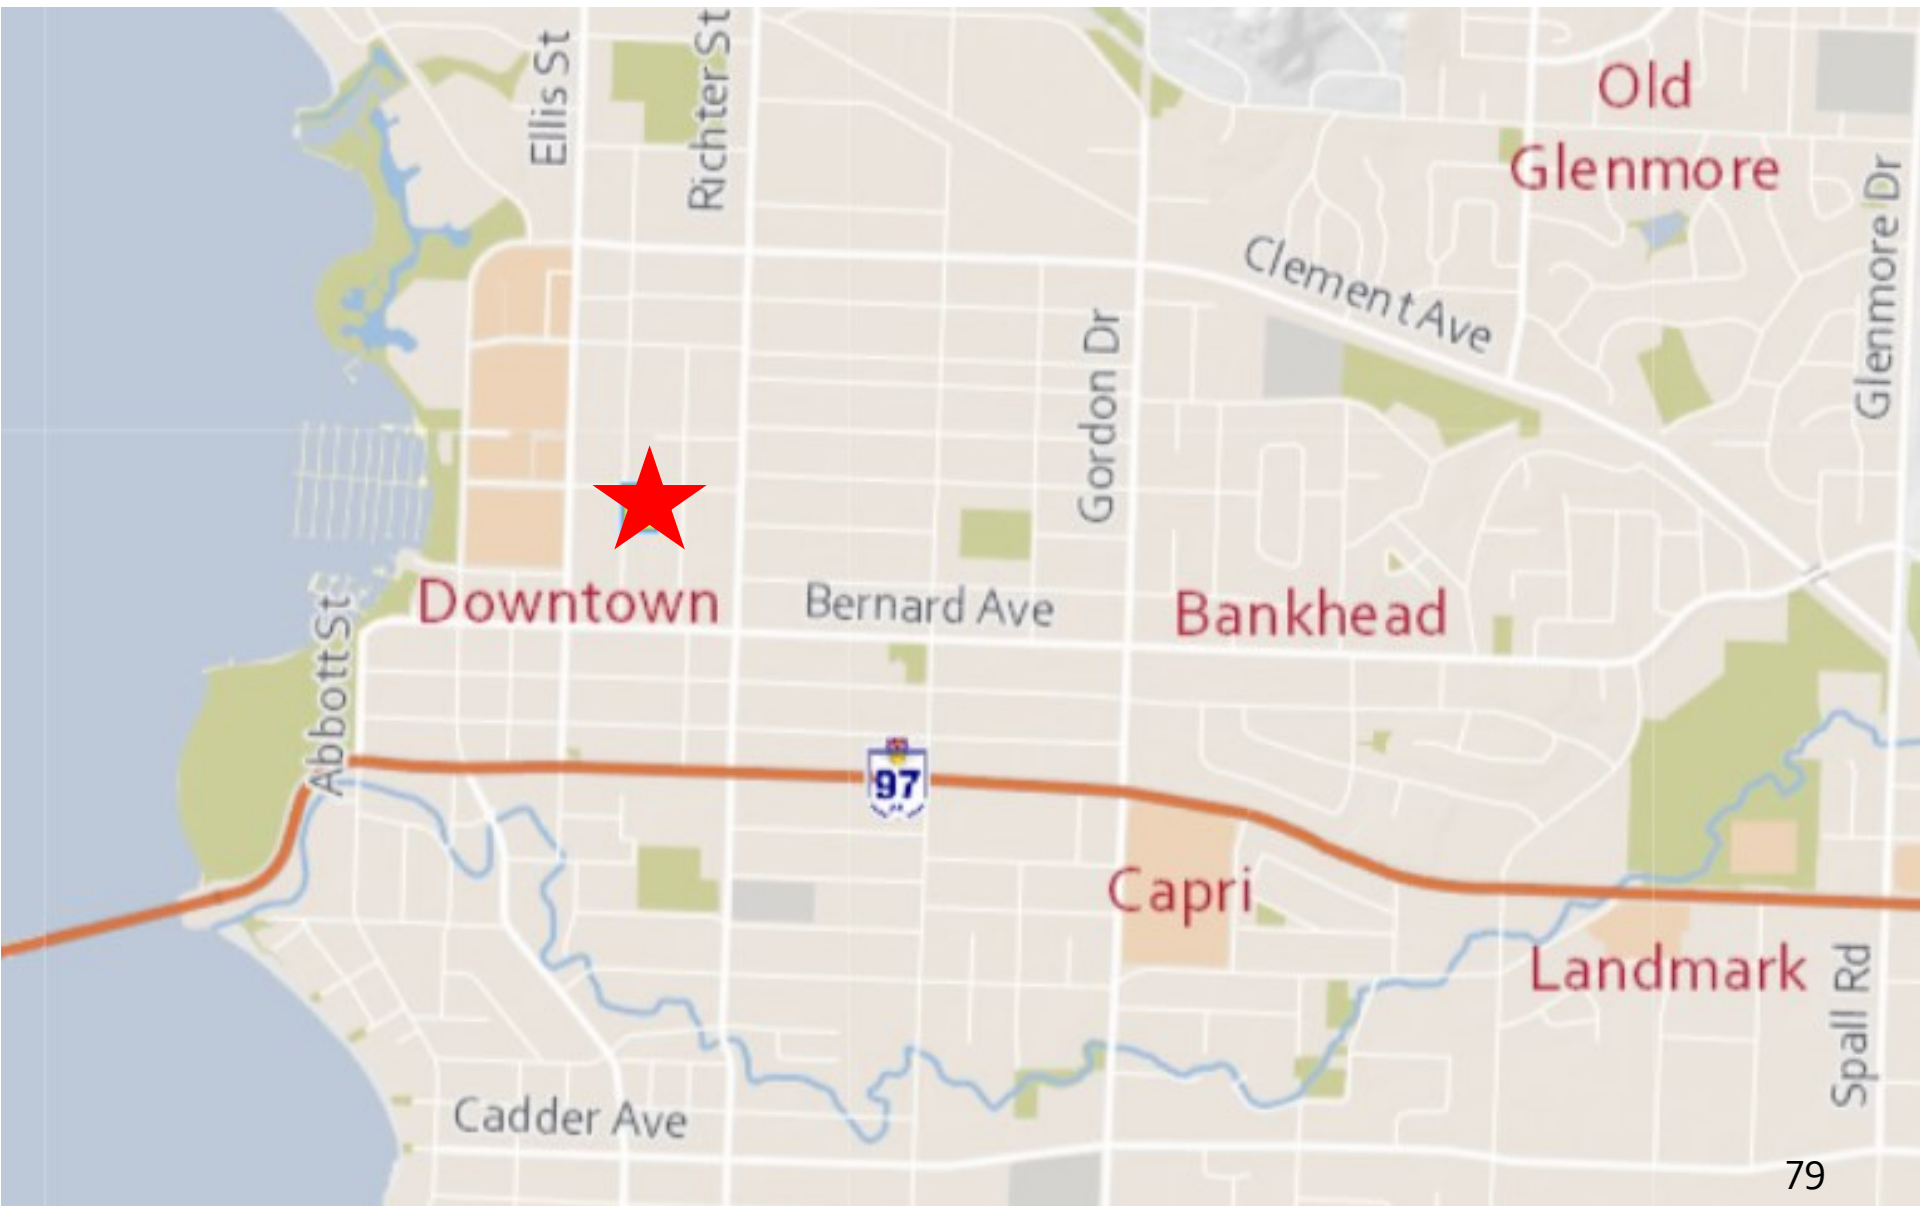 Ellis St
Richter St
Old
Glenmore
Glenmore Dr
Clement Ave
Gordon Dr
Downtown
Bernard Ave
Bankhead
Abbott St
97
Capri
Landmark
Spall Rd
Cadder Ave
79